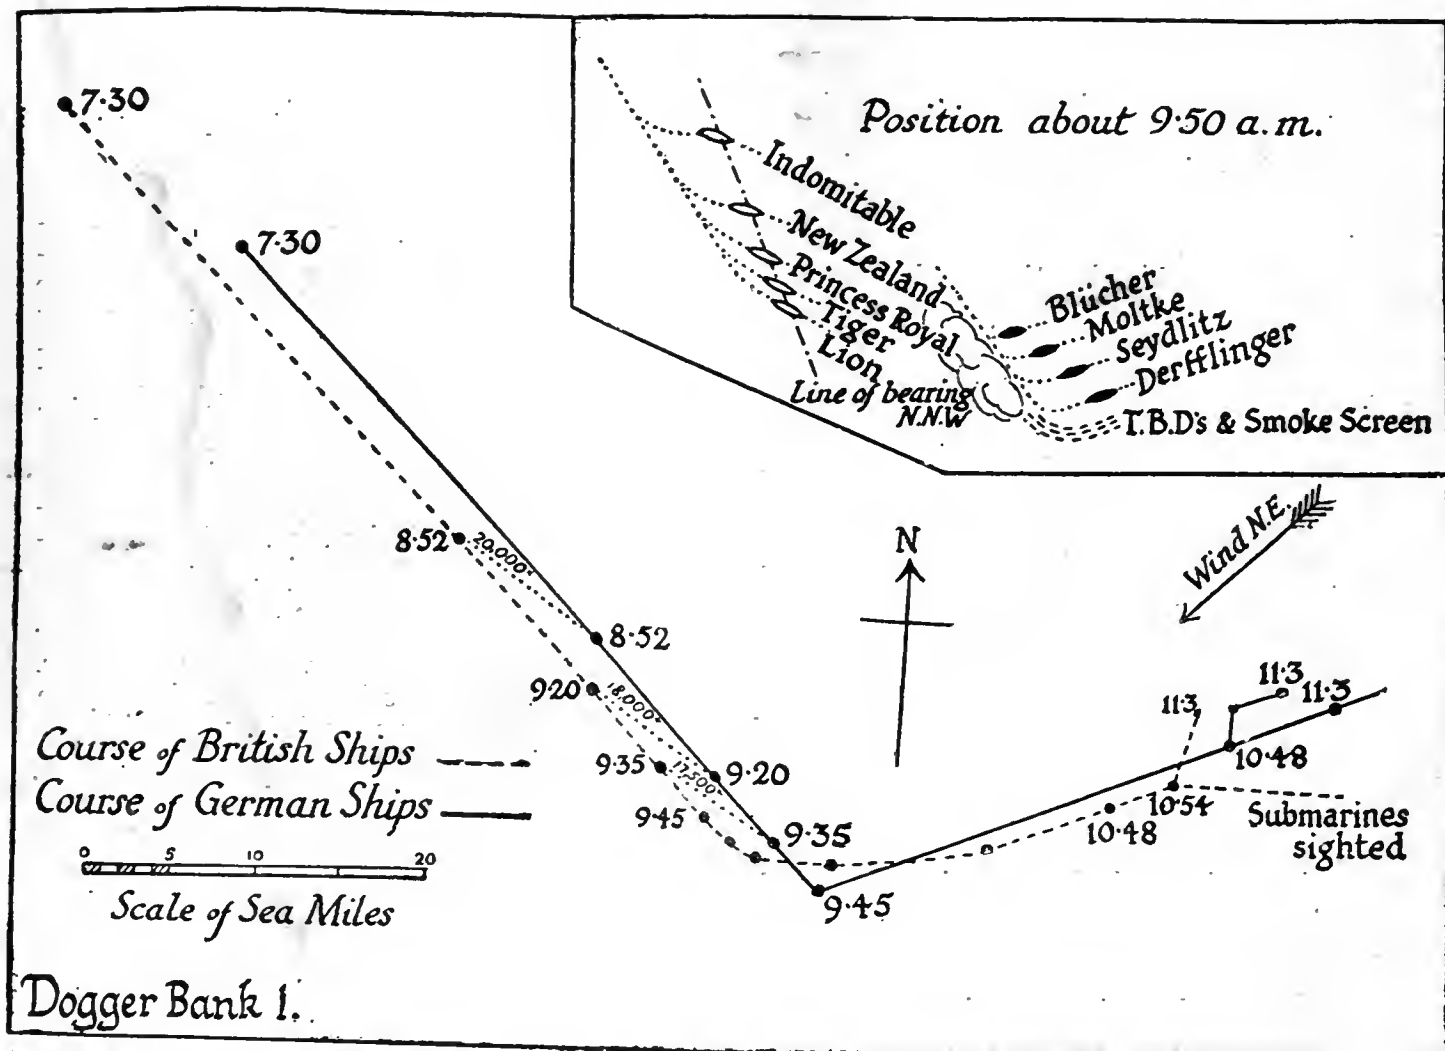 7·30
7·30
Position about 9·50 a.m.
Indomitable
New Zealand
Princess Royal
Tiger
Lion
Line of bearing
N.N.W
Blücher
Moltke
Seydlitz
Derfflinger
T.B.D's & Smoke Screen
8·52
20,000ˣ
8·52
N
Wind N.E.
9·20
18,000ˣ
9·20
9·35
17,500ˣ
9·35
9·45
9·45
11·3
11·3
11·3
10·48
10·54
10·48
Submarines
sighted
Course of British Ships
Course of German Ships
0 5 10 20
Scale of Sea Miles
Dogger Bank 1.